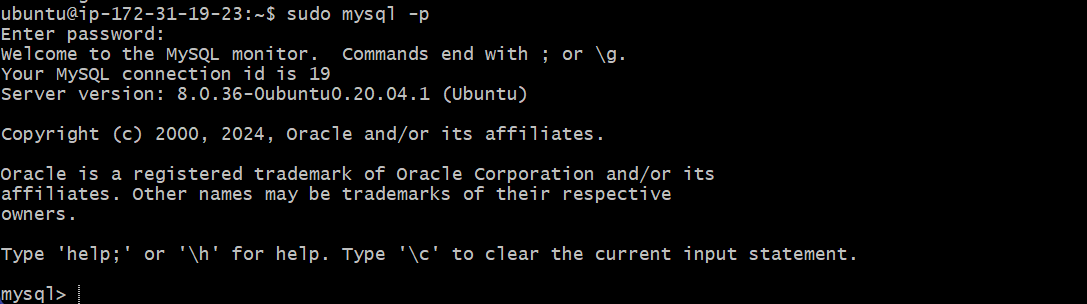 ubuntu@ip-172-31-19-23:~$ sudo mysql -p
Enter password:
Welcome to the MySQL monitor.  Commands end with ; or \g.
Your MySQL connection id is 19
Server version: 8.0.36-0ubuntu0.20.04.1 (Ubuntu)

Copyright (c) 2000, 2024, Oracle and/or its affiliates.

Oracle is a registered trademark of Oracle Corporation and/or its
affiliates. Other names may be trademarks of their respective
owners.

Type 'help;' or '\h' for help. Type '\c' to clear the current input statement.

mysql>